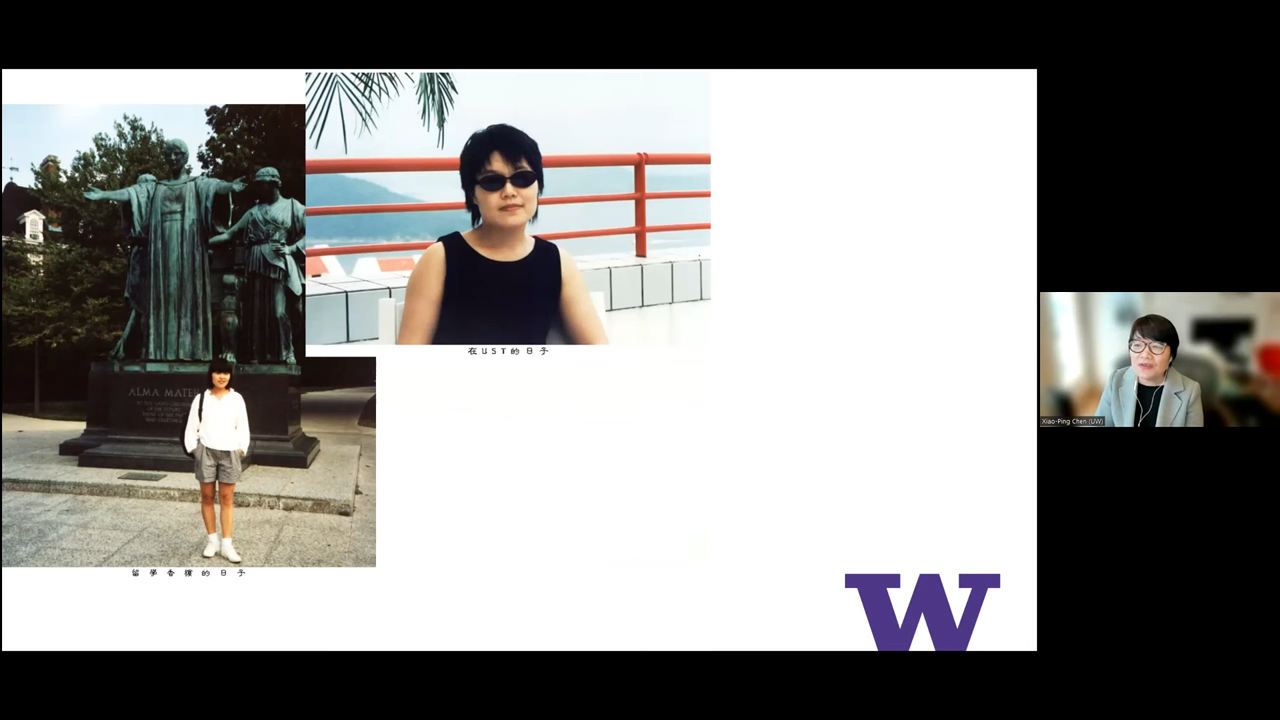 在UST的日子
ALMA MATER
留學香檳的日子
Xiao-Ping Chen (UW)
W